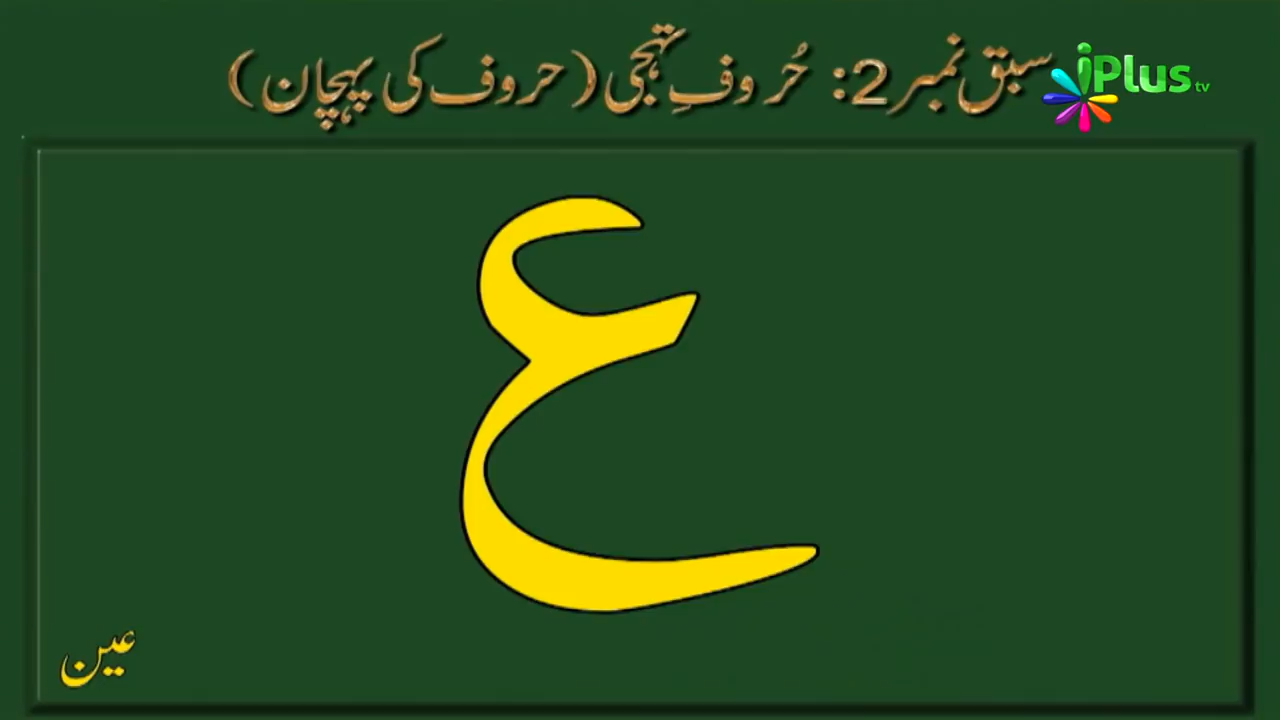 سبق نمبر 2: حُروفِ تہجی (حروف کی پہچان)
iPlus tv
ع
عین